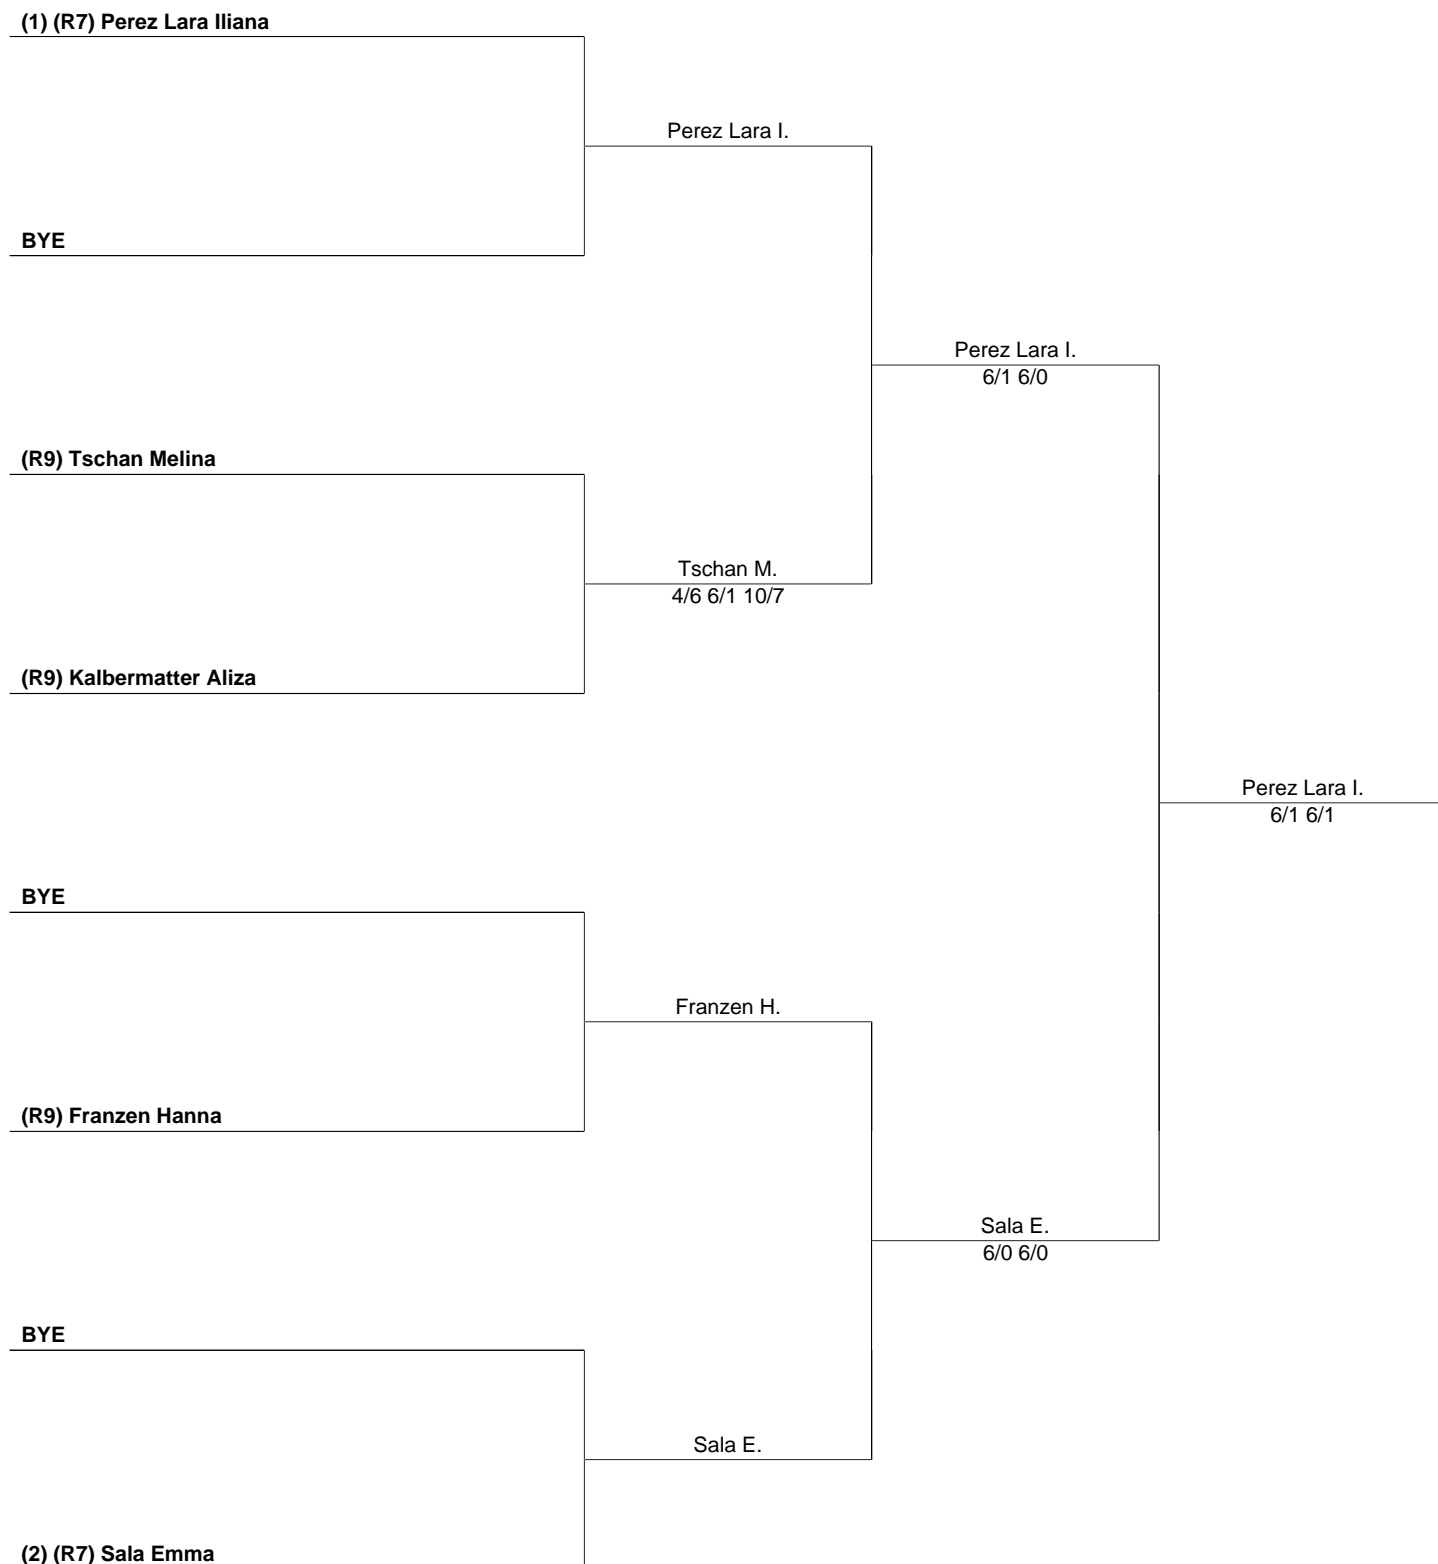 (1) (R7) Perez Lara Iliana
Perez Lara I.
BYE
Perez Lara I.
6/1 6/0
(R9) Tschan Melina
Tschan M.
4/6 6/1 10/7
(R9) Kalbermatter Aliza
Perez Lara I.
6/1 6/1
BYE
Franzen H.
(R9) Franzen Hanna
Sala E.
6/0 6/0
BYE
Sala E.
(2) (R7) Sala Emma